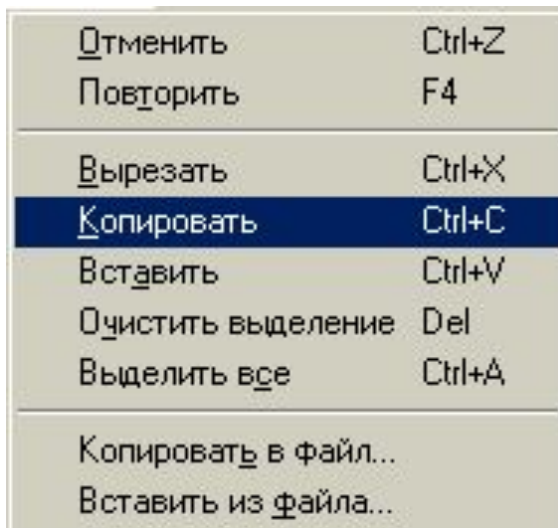 Отменить Ctrl+Z
Повторить F4
Вырезать Ctrl+X
Копировать Ctrl+C
Вставить Ctrl+V
Очистить выделение Del
Выделить все Ctrl+A
Копировать в файл...
Вставить из файла...